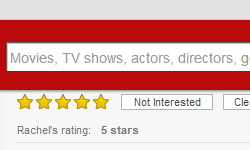 Movies, TV shows, actors, directors, g
Not Interested Cle
Rachel's rating: 5 stars